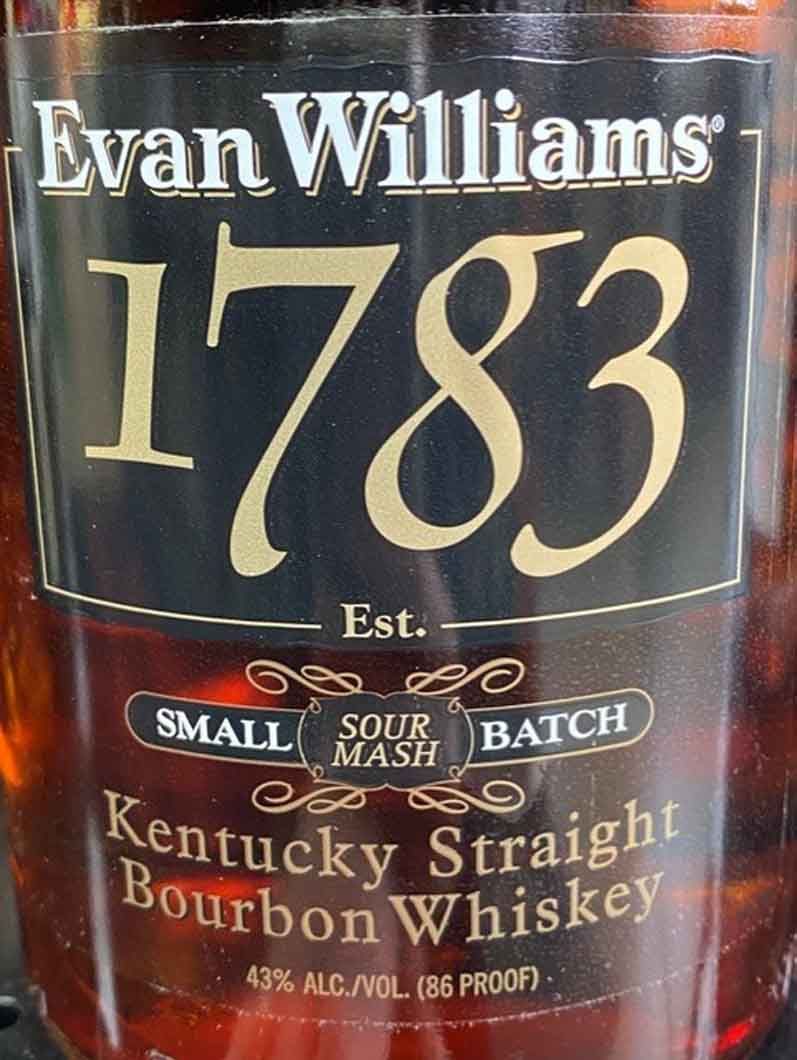 Evan Williams®
1783
Est.
SMALL SOUR MASH BATCH
Kentucky Straight
Bourbon Whiskey
43% ALC./VOL. (86 PROOF)